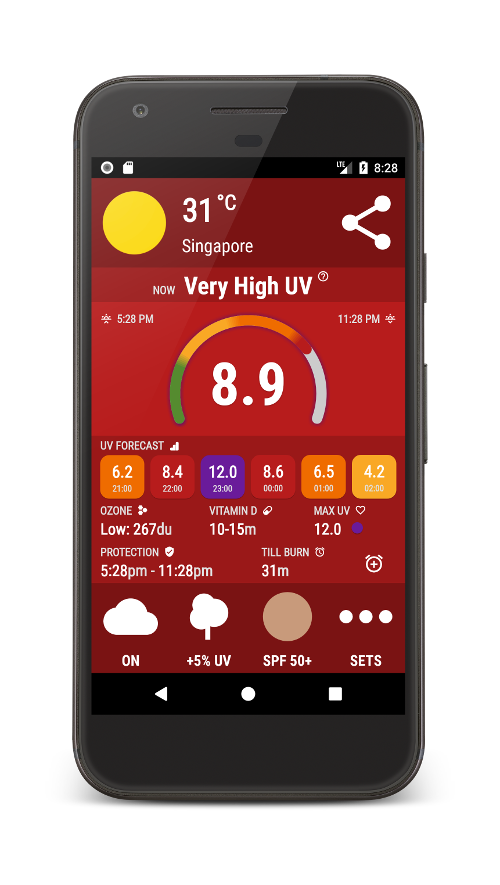 LTE 8:28
31 °C
Singapore
NOW Very High UV ?
5:28 PM 11:28 PM
8.9
UV FORECAST
6.2 8.4 12.0 8.6 6.5 4.2
21:00 22:00 23:00 00:00 01:00 02:00
OZONE VITAMIN D MAX UV
Low: 267du 10-15m 12.0
PROTECTION TILL BURN
5:28pm - 11:28pm 31m
ON +5% UV SPF 50+ SETS